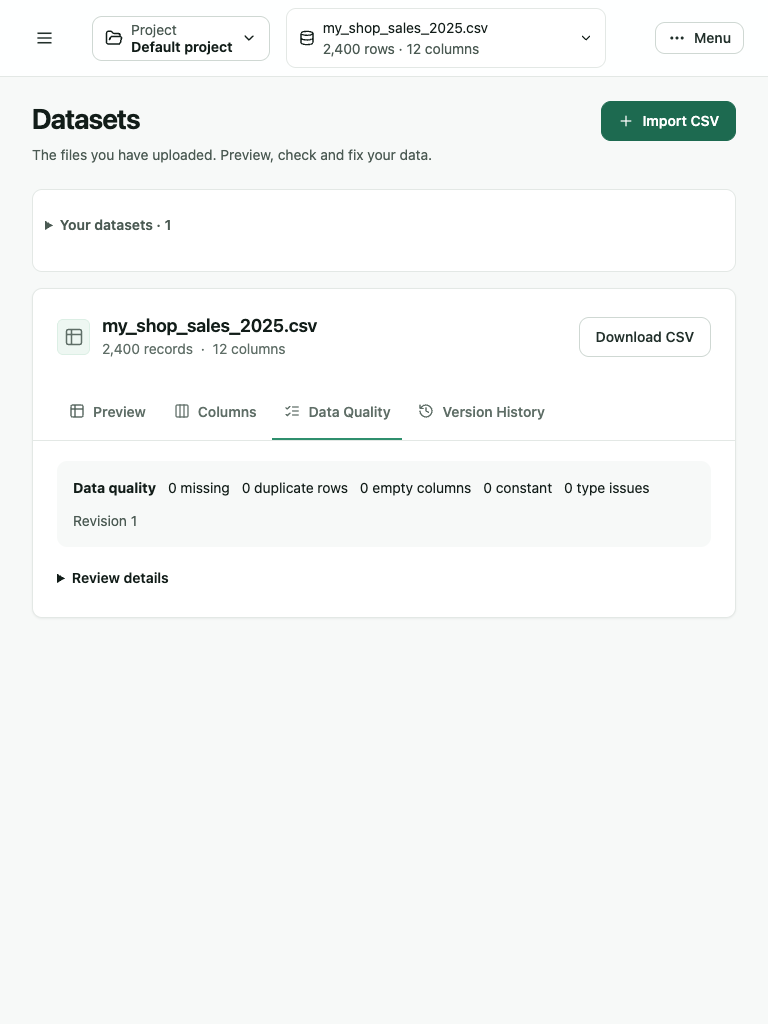 Project
Default project
my_shop_sales_2025.csv
2,400 rows · 12 columns
Menu
Datasets
Import CSV
The files you have uploaded. Preview, check and fix your data.
Your datasets · 1
my_shop_sales_2025.csv
2,400 records · 12 columns
Download CSV
Preview Columns Data Quality Version History
Data quality 0 missing 0 duplicate rows 0 empty columns 0 constant 0 type issues
Revision 1
Review details